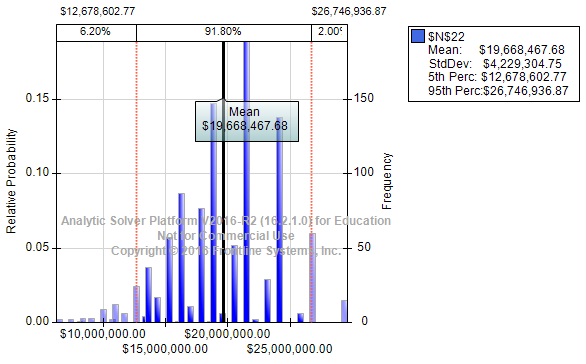 $12,678,602.77 $26,746,936.87
6.20% 91.80% 2.00%
$N$22
Mean: $19,668,467.68
StdDev: $4,229,304.75
5th Perc: $12,678,602.77
95th Perc:$26,746,936.87
Relative Probability
0.15
0.10
0.05
0.00
Mean
$19,668,467.68
Analytic Solver Platform V2016-R2 (16.2.1.0) for Education
Not for Commercial Use
Copyright © 2016 Frontline Systems, Inc.
150
100
50
0
Frequency
$10,000,000.00 $20,000,000.00
$15,000,000.00 $25,000,000.00